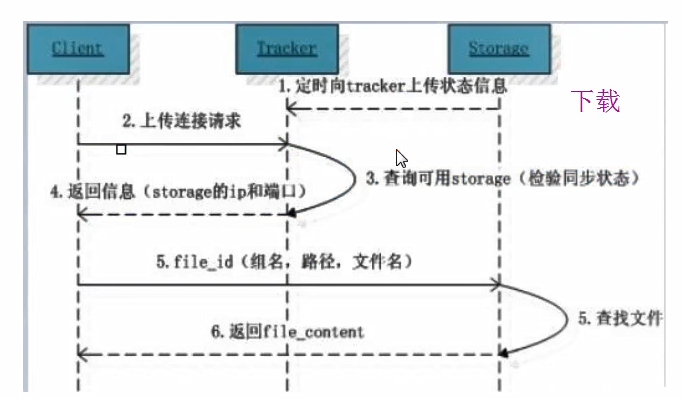 Client
Tracker
Storage
1.定时向tracker上传状态信息
下载
2.上传连接请求
3.查询可用storage（检验同步状态）
4.返回信息（storage的ip和端口）
5.file_id（组名，路径，文件名）
5.查找文件
6.返回file_content